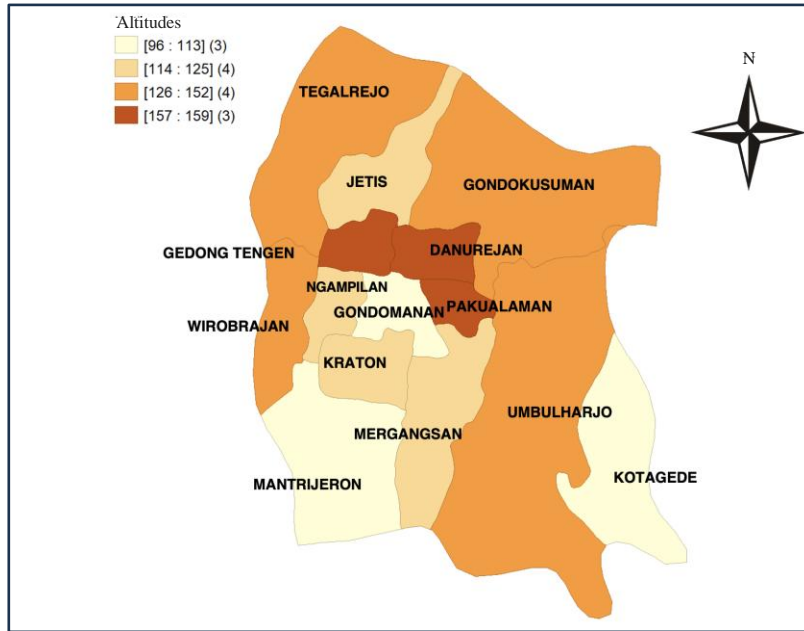 Altitudes
[96 : 113] (3)
[114 : 125] (4)
[126 : 152] (4)
[157 : 159] (3)
N
TEGALREJO
JETIS
GONDOKUSUMAN
GEDONG TENGEN
DANUREJAN
NGAMPILAN
PAKUALAMAN
GONDOMANAN
WIROBRAJAN
KRATON
UMBULHARJO
MERGANGSAN
KOTAGEDE
MANTRIJERON